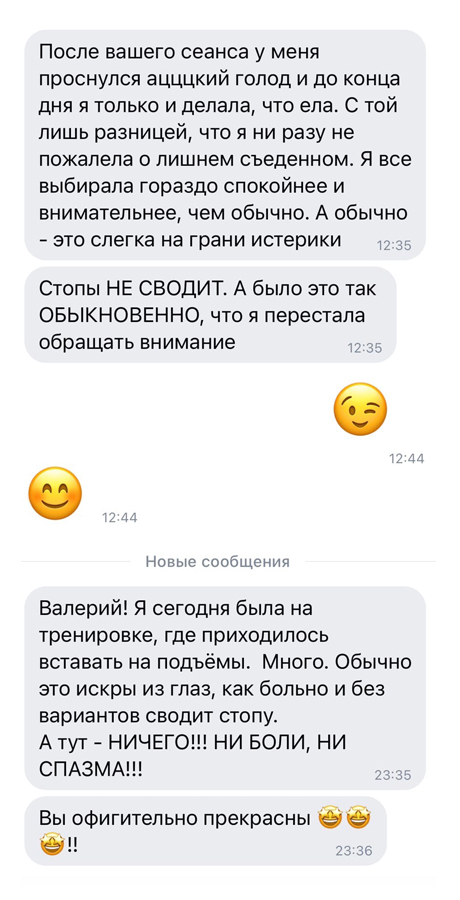 После вашего сеанса у меня
проснулся ацццкий голод и до конца
дня я только и делала, что ела. С той
лишь разницей, что я ни разу не
пожалела о лишнем съеденном. Я все
выбирала гораздо спокойнее и
внимательнее, чем обычно. А обычно
- это слегка на грани истерики 12:35
Стопы НЕ СВОДИТ. А было это так
ОБЫКНОВЕННО, что я перестала
обращать внимание 12:35
😉
12:44
😊 12:44
Новые сообщения
Валерий! Я сегодня была на
тренировке, где приходилось
вставать на подъёмы.  Много. Обычно
это искры из глаз, как больно и без
вариантов сводит стопу.
А тут - НИЧЕГО!!! НИ БОЛИ, НИ
СПАЗМА!!! 23:35
Вы офигительно прекрасны 🤩🤩
🤩!! 23:36